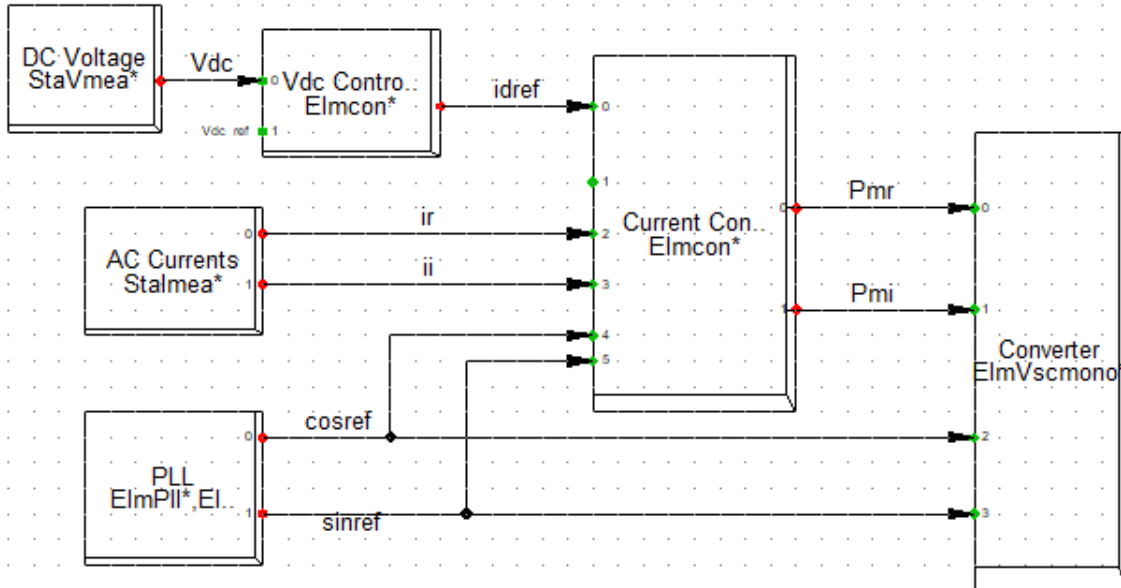 DC Voltage
StaVmea*
Vdc
0
Vdc Contro..
Elmcon*
Vdc_ref
1
idref
0
1
2
3
4
5
Current Con..
Elmcon*
0
1
AC Currents
StaImea*
0
1
ir
ii
PLL
ElmPll*,El..
0
1
cosref
sinref
Pmr
Pmi
0
1
2
3
Converter
ElmVscmono*